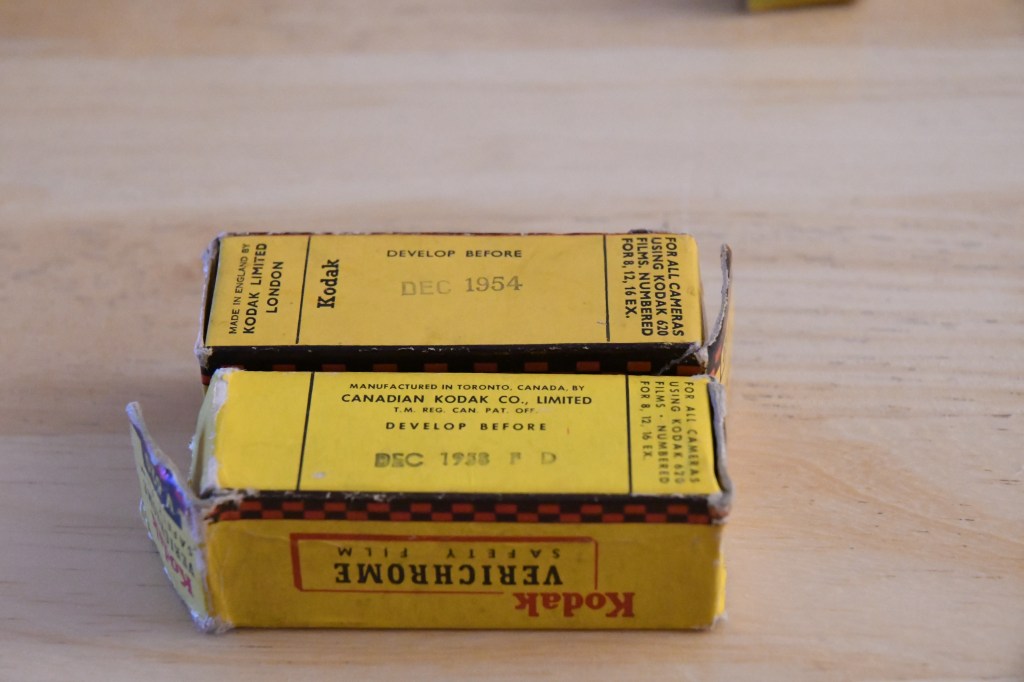 MADE IN ENGLAND BY
KODAK LIMITED
LONDON
Kodak
DEVELOP BEFORE
DEC 1954
FOR ALL CAMERAS
USING KODAK 620
FILMS. NUMBERED
FOR 8, 12, 16 EX.
MANUFACTURED IN TORONTO, CANADA, BY
CANADIAN KODAK CO., LIMITED
T.M. REG. CAN. PAT. OFF.
DEVELOP BEFORE
DEC F D
FOR ALL CAMERAS
USING KODAK 620
FILMS - NUMBERED
FOR 8, 12, 16 EX.
Kodak
VERICHROME
SAFETY FILM